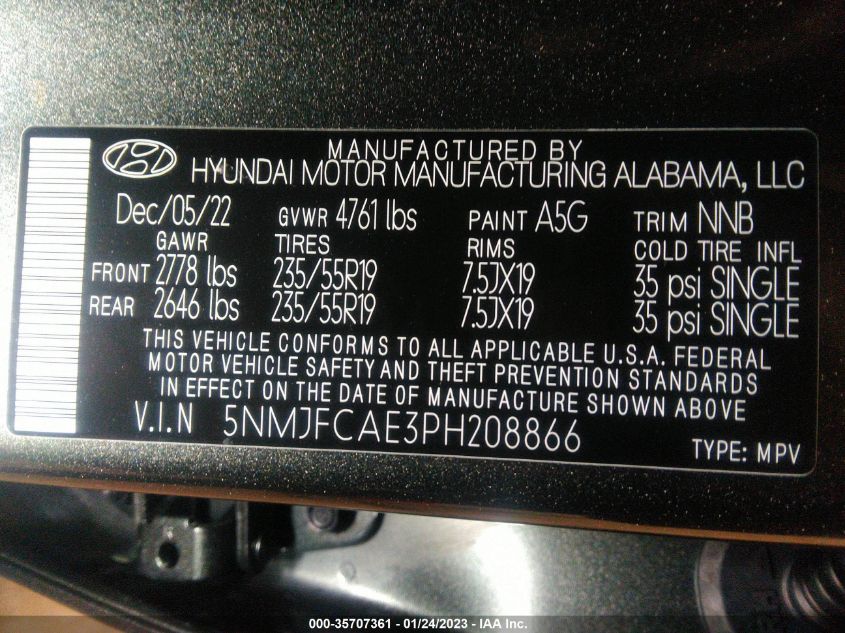 MANUFACTURED BY
HYUNDAI MOTOR MANUFACTURING ALABAMA, LLC
Dec/05/22 GVWR 4761 lbs PAINT A5G TRIM NNB
GAWR TIRES RIMS COLD TIRE INFL
FRONT 2778 lbs 235/55R19 7.5JX19 35 psi SINGLE
REAR 2646 lbs 235/55R19 7.5JX19 35 psi SINGLE
THIS VEHICLE CONFORMS TO ALL APPLICABLE U.S.A. FEDERAL
MOTOR VEHICLE SAFETY AND THEFT PREVENTION STANDARDS
IN EFFECT ON THE DATE OF MANUFACTURE SHOWN ABOVE.
V.I.N 5NMJFCAE3PH208866 TYPE: MPV
000-35707361 - 01/24/2023 - © IAA Inc.